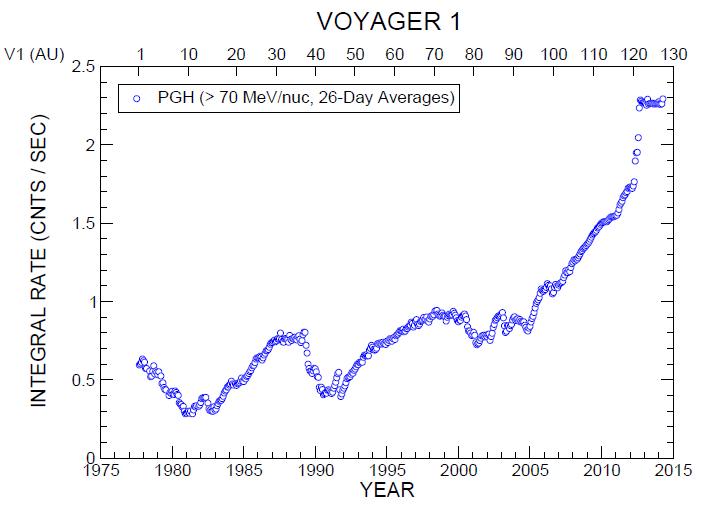 VOYAGER 1
V1 (AU) 1 10 20 30 40 50 60 70 80 90 100 110 120 130
PGH (> 70 MeV/nuc, 26-Day Averages)
INTEGRAL RATE (CNTS / SEC)
2.5
2
1.5
1
0.5
0
1975 1980 1985 1990 1995 2000 2005 2010 2015
YEAR